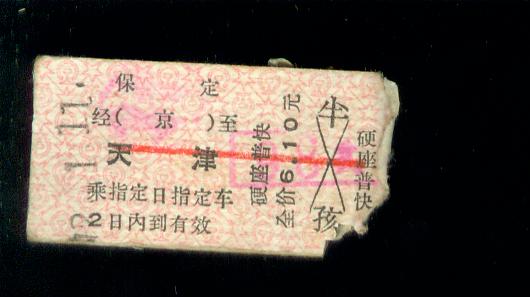 保定
经(京)至
天津
乘指定日指定车
2日内到有效
硬座普快
全价6.10元
半
孩
硬座普快